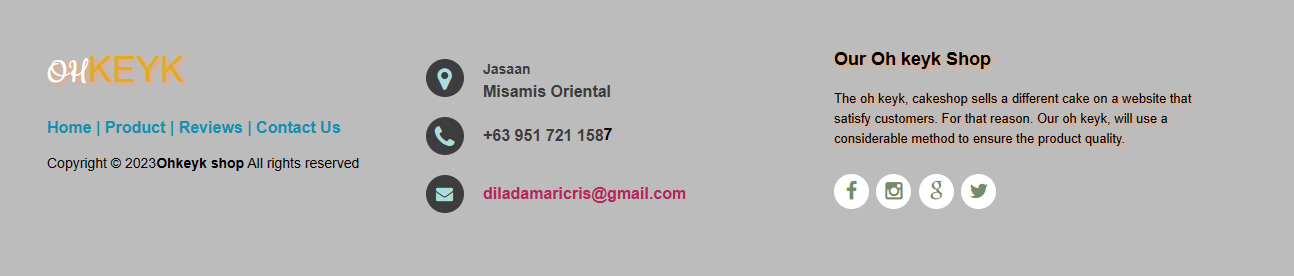 OHKEYK
Home | Product | Reviews | Contact Us
Copyright © 2023Ohkeyk shop All rights reserved
Jasaan
Misamis Oriental
+63 951 721 1587
diladamaricris@gmail.com
Our Oh keyk Shop
The oh keyk, cakeshop sells a different cake on a website that
satisfy customers. For that reason. Our oh keyk, will use a
considerable method to ensure the product quality.